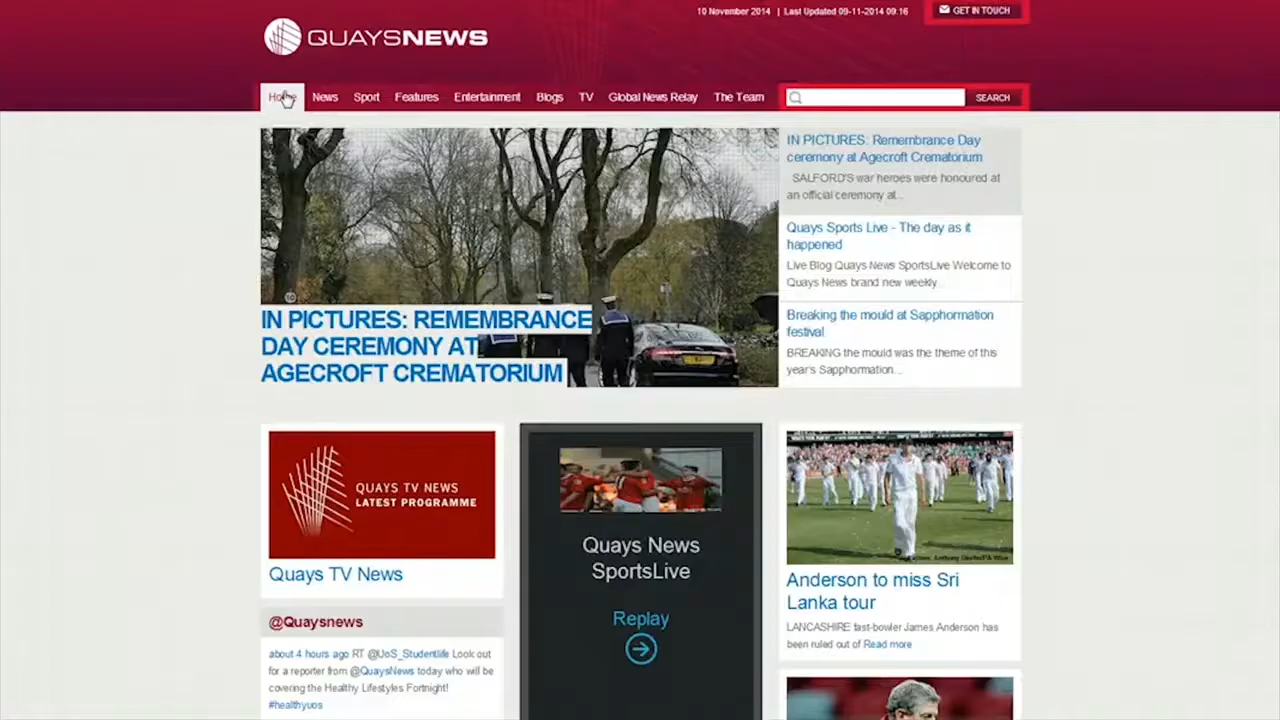 10 November 2014 | Last Updated 09-11-2014 09:16
GET IN TOUCH
QUAYSNEWS
Home News Sport Features Entertainment Blogs TV Global News Relay The Team
SEARCH
IN PICTURES: REMEMBRANCE
DAY CEREMONY AT
AGECROFT CREMATORIUM
IN PICTURES: Remembrance Day
ceremony at Agecroft Crematorium
SALFORD'S war heroes were honoured at
an official ceremony at...
Quays Sports Live - The day as it
happened
Live Blog Quays News SportsLive Welcome to
Quays News brand new weekly...
Breaking the mould at Sapphormation
festival
BREAKING the mould was the theme of this
year's Sapphormation...
QUAYS TV NEWS
LATEST PROGRAMME
Quays TV News
@Quaysnews
about 4 hours ago RT @UoS_Studentlife Look out
for a reporter from @QuaysNews today who will be
covering the Healthy Lifestyles Fortnight!
#healthyuos
Quays News
SportsLive
Replay
Anderson to miss Sri
Lanka tour
LANCASHIRE fast-bowler James Anderson has
been ruled out of Read more